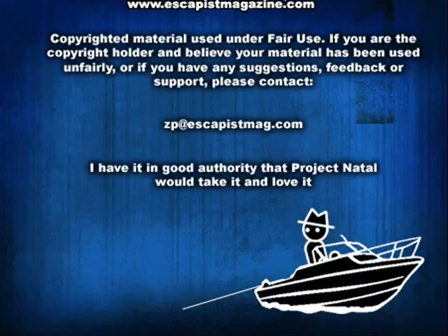 www.escapistmagazine.com
Copyrighted material used under Fair Use. If you are the
copyright holder and believe your material has been used
unfairly, or if you have any suggestions, feedback or
support, please contact:
zp@escapistmag.com
I have it in good authority that Project Natal
would take it and love it